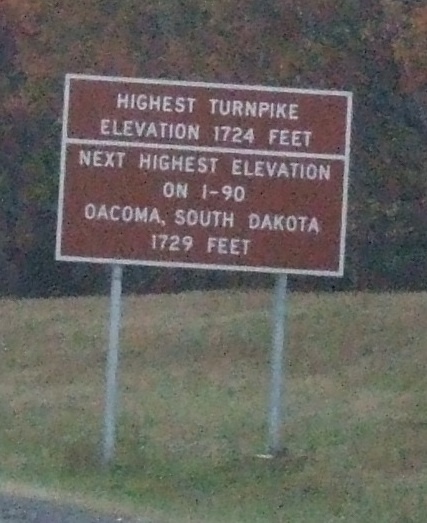 HIGHEST TURNPIKE
ELEVATION 1724 FEET
NEXT HIGHEST ELEVATION
ON I-90
OACOMA, SOUTH DAKOTA
1729 FEET